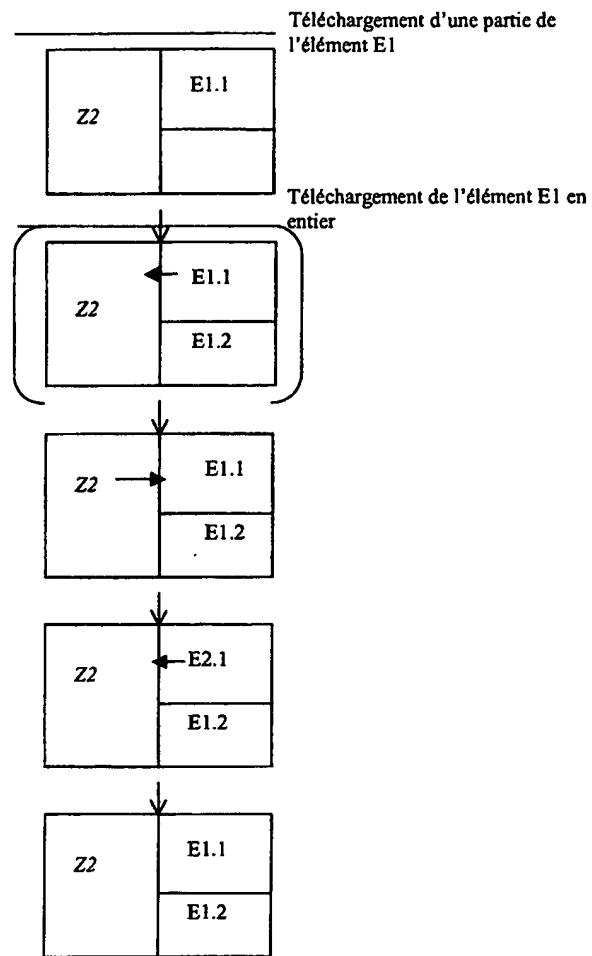 Téléchargement d'une partie de
l'élément E1
E1.1
Z2
Téléchargement de l'élément E1 en
entier
E1.1
Z2
E1.2
E1.1
Z2
E1.2
E2.1
Z2
E1.2
E1.1
Z2
E1.2